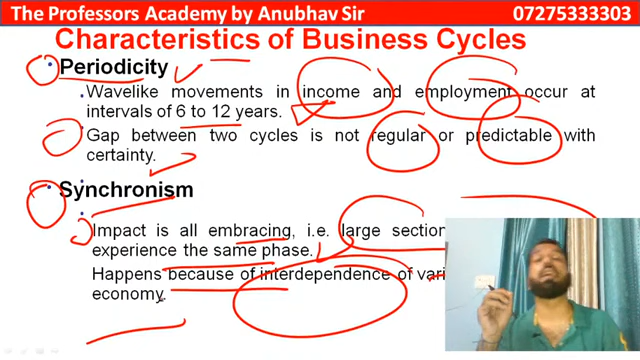 The Professors Academy by Anubhav Sir 07275333303
Characteristics of Business Cycles
Periodicity
Wavelike movements in income and employment occur at
intervals of 6 to 12 years.
Gap between two cycles is not regular or predictable with
certainty.
Synchronism
Impact is all embracing, i.e. large
experience the same phase.
Happens because of interdependence of
economy.